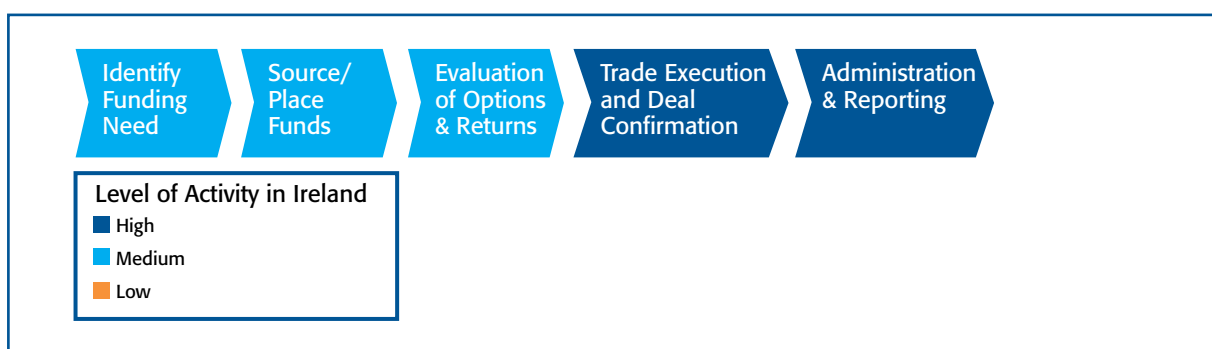 Identify
Funding
Need
Source/
Place
Funds
Evaluation
of Options
& Returns
Trade Execution
and Deal
Confirmation
Administration
& Reporting
Level of Activity in Ireland
High
Medium
Low